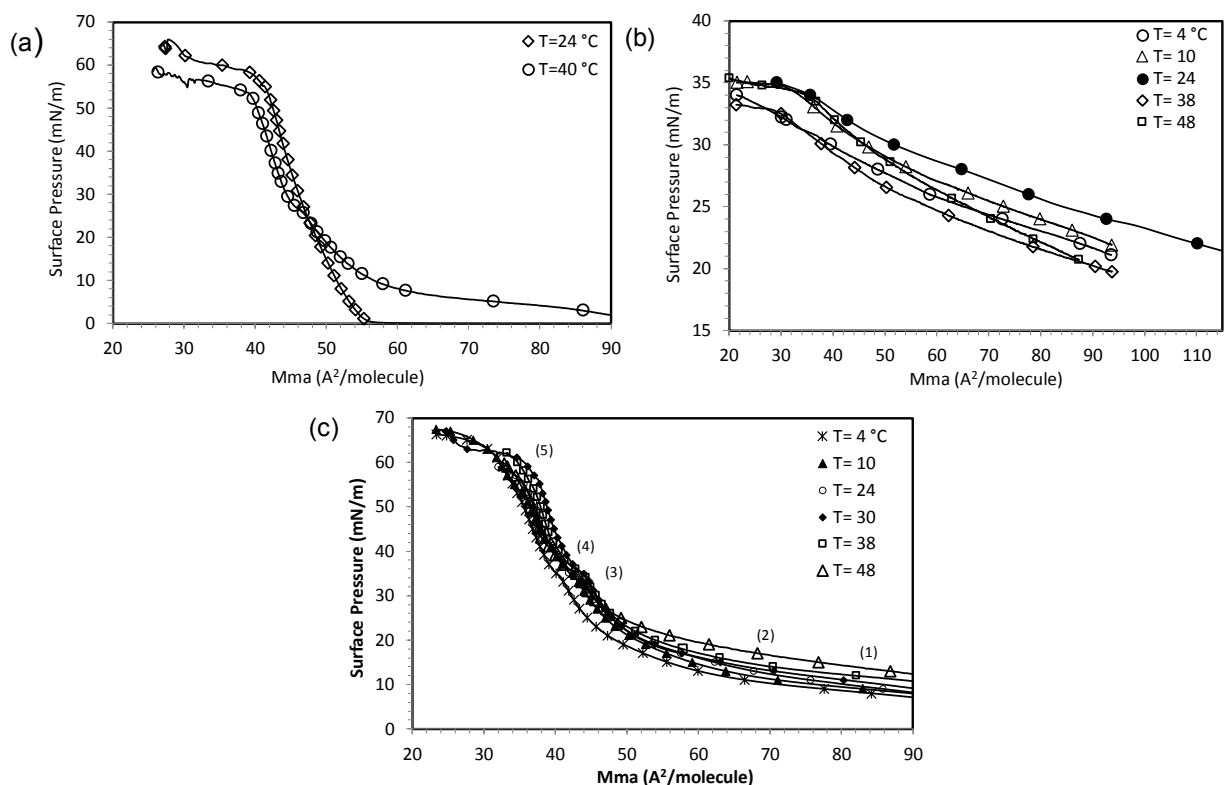 (a)
Surface Pressure (mN/m)
70
60
50
40
30
20
10
0
20 30 40 50 60 70 80 90
Mma (A²/molecule)
T=24 °C
T=40 °C
(b)
Surface Pressure (mN/m)
40
35
30
25
20
15
20 30 40 50 60 70 80 90 100 110
Mma (A²/molecule)
T= 4 °C
T= 10
T= 24
T= 38
T= 48
(c)
Surface Pressure (mN/m)
70
60
50
40
30
20
10
0
20 30 40 50 60 70 80 90
Mma (A²/molecule)
T= 4 °C
T= 10
T= 24
T= 30
T= 38
T= 48
(5)
(4)
(3)
(2)
(1)